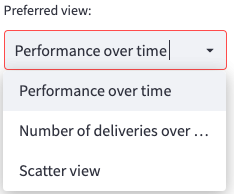 Preferred view:
Performance over time
Performance over time
Number of deliveries over ...
Scatter view